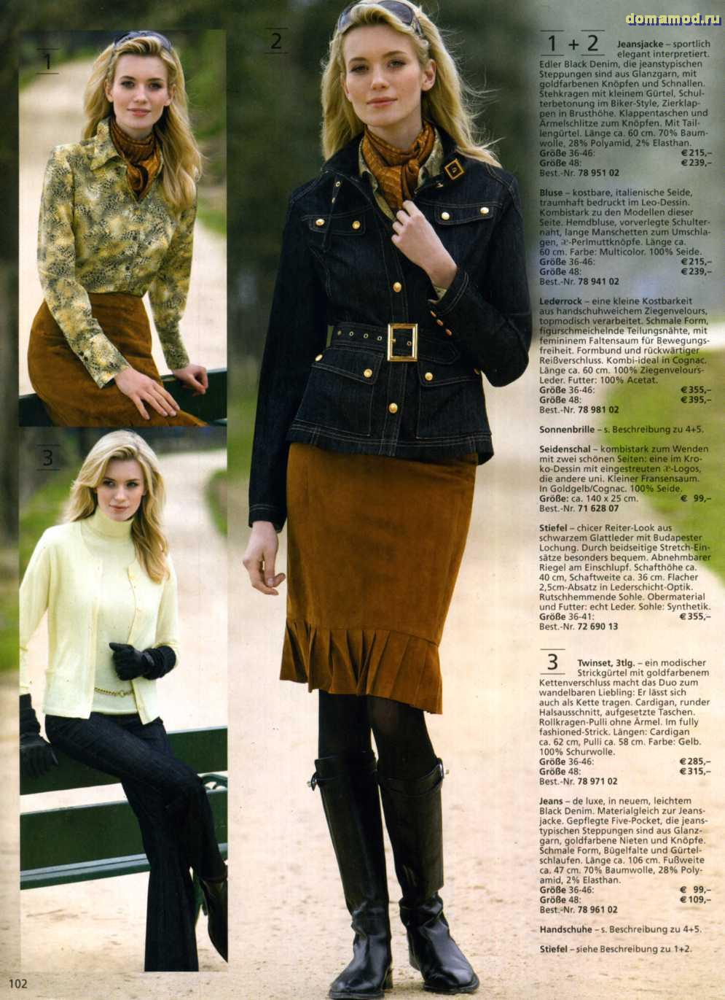 domamod.ru
1
2
3
1 + 2 Jeansjacke – sportlich
elegant interpretiert.
Edler Black Denim, die jeanstypischen
Steppungen sind aus Glanzgarn, mit
goldfarbenen Knöpfen und Schnallen.
Stehkragen mit kleinem Gürtel, Schul-
terbetonung im Biker-Style, Zierklap-
pen in Brusthöhe. Klappentaschen und
Ärmelschlitze zum Knöpfen. Mit Tail-
lengürtel. Länge ca. 60 cm. 70% Baum-
wolle, 28% Polyamid, 2% Elasthan.
Größe 36-46: € 215,–
Größe 48: € 239,–
Best.-Nr. 78 951 02
Bluse – kostbare, italienische Seide,
traumhaft bedruckt im Leo-Dessin.
Kombistark zu den Modellen dieser
Seite. Hemdbluse, vorverlegte Schulter-
naht, lange Manschetten zum Umschla-
gen, æ-Perlmuttknöpfe. Länge ca.
60 cm. Farbe: Multicolor. 100% Seide.
Größe 36-46: € 215,–
Größe 48: € 239,–
Best.-Nr. 78 941 02
Lederrock – eine kleine Kostbarkeit
aus handschuhweichem Ziegenvelours,
topmodisch verarbeitet. Schmale Form,
figurschmeichelnde Teilungsnähte, mit
femininem Faltensaum für Bewegungs-
freiheit. Formbund und rückwärtiger
Reißverschluss. Kombi-ideal in Cognac.
Länge ca. 60 cm. 100% Ziegenvelours-
Leder. Futter: 100% Acetat.
Größe 36-46: € 355,–
Größe 48: € 395,–
Best.-Nr. 78 981 02
Sonnenbrille – s. Beschreibung zu 4+5.
Seidenschal – kombistark zum Wenden
mit zwei schönen Seiten: eine im Kro-
ko-Dessin mit eingestreuten æ-Logos,
die andere uni. Kleiner Fransensaum.
In Goldgelb/Cognac. 100% Seide.
Größe: ca. 140 x 25 cm. € 99,–
Best.-Nr. 71 628 07
Stiefel – chicer Reiter-Look aus
schwarzem Glattleder mit Budapester
Lochung. Durch beidseitige Stretch-Ein-
sätze besonders bequem. Abnehmbarer
Riegel am Einschlupf. Schafthöhe ca.
40 cm, Schaftweite ca. 36 cm. Flacher
2,5cm-Absatz in Lederschicht-Optik.
Rutschhemmende Sohle. Obermaterial
und Futter: echt Leder. Sohle: Synthetik.
Größe 36-41: € 355,–
Best.-Nr. 72 690 13
3 Twinset, 3tlg. – ein modischer
Strickgürtel mit goldfarbenem
Kettenverschluss macht das Duo zum
wandelbaren Liebling: Er lässt sich
auch als Kette tragen. Cardigan, runder
Halsausschnitt, aufgesetzte Taschen.
Rollkragen-Pulli ohne Ärmel. Im fully
fashioned-Strick. Längen: Cardigan
ca. 62 cm, Pulli ca. 58 cm. Farbe: Gelb.
100% Schurwolle.
Größe 36-46: € 285,–
Größe 48: € 315,–
Best.-Nr. 78 971 02
Jeans – de luxe, in neuem, leichtem
Black Denim. Materialgleich zur Jeans-
jacke. Gepflegte Five-Pocket, die jeans-
typischen Steppungen sind aus Glanz-
garn, goldfarbene Nieten und Knöpfe.
Schmale Form, Bügelfalte und Gürtel-
schlaufen. Länge ca. 106 cm. Fußweite
ca. 47 cm. 70% Baumwolle, 28% Poly-
amid, 2% Elasthan.
Größe 36-46: € 99,–
Größe 48: € 109,–
Best.-Nr. 78 961 02
Handschuhe – s. Beschreibung zu 4+5.
Stiefel – siehe Beschreibung zu 1+2.
102